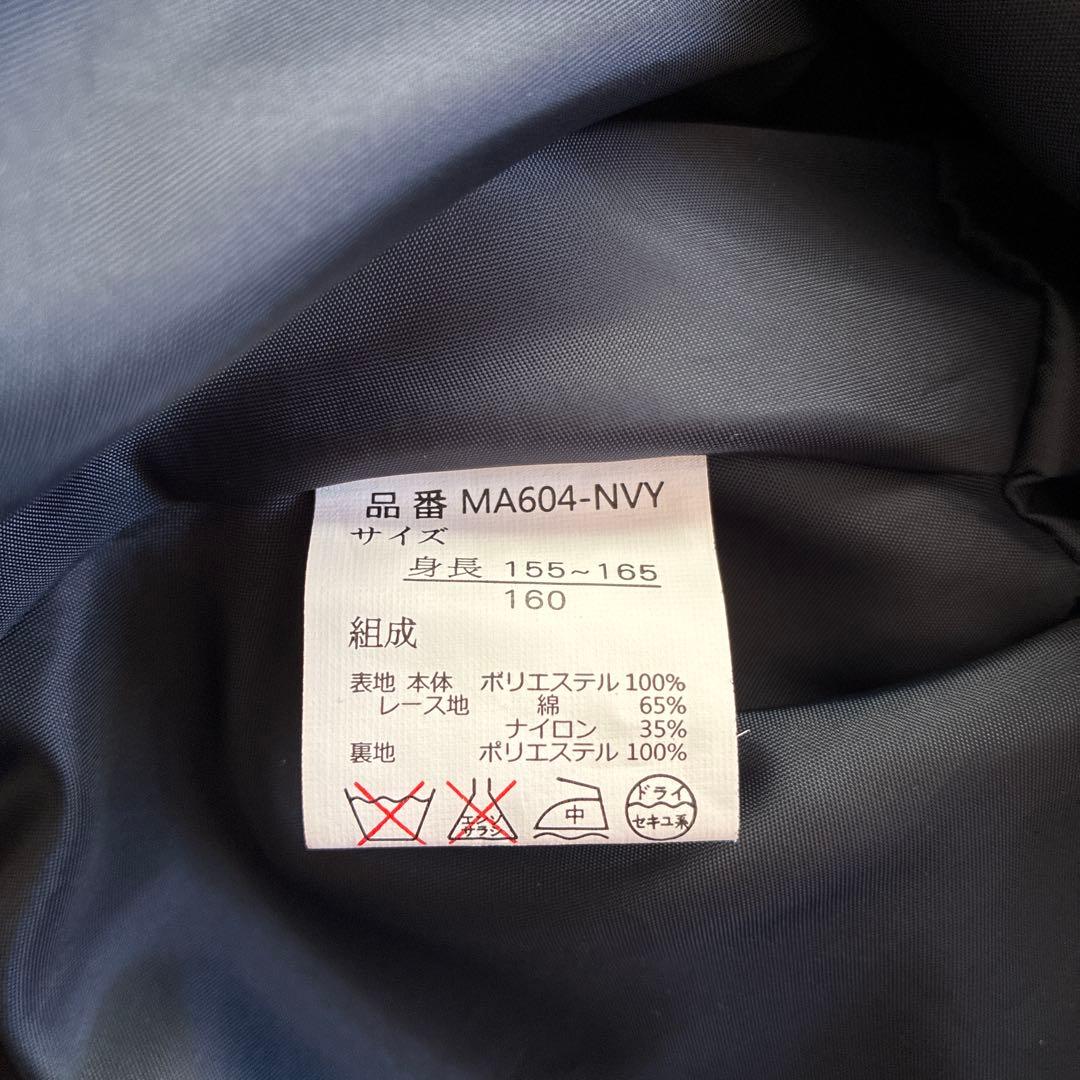 品番 MA604-NVY
サイズ
身長 155~165
160
組成
表地 本体 ポリエステル 100%
レース地 綿 65%
ナイロン 35%
裏地 ポリエステル 100%
エンソ サラシ 中 ドライ セキユ系